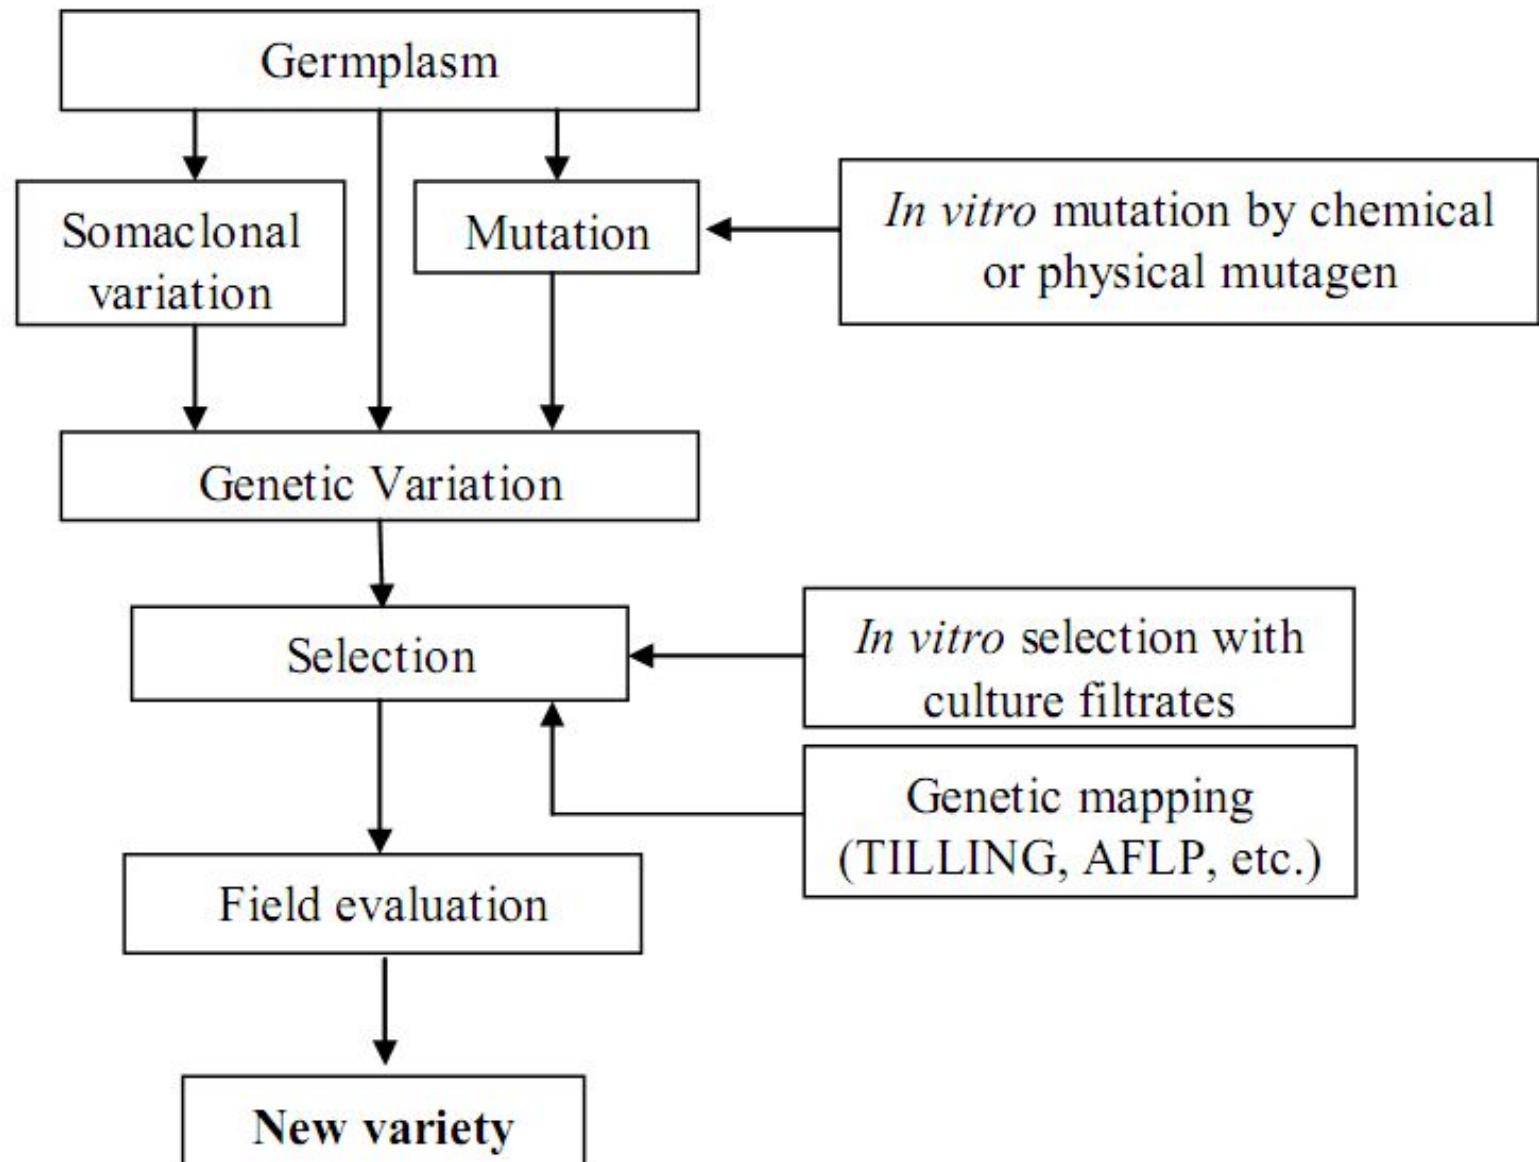 Germplasm
Somaclonal
variation
Mutation
In vitro mutation by chemical
or physical mutagen
Genetic Variation
Selection
In vitro selection with
culture filtrates
Genetic mapping
(TILLING, AFLP, etc.)
Field evaluation
New variety